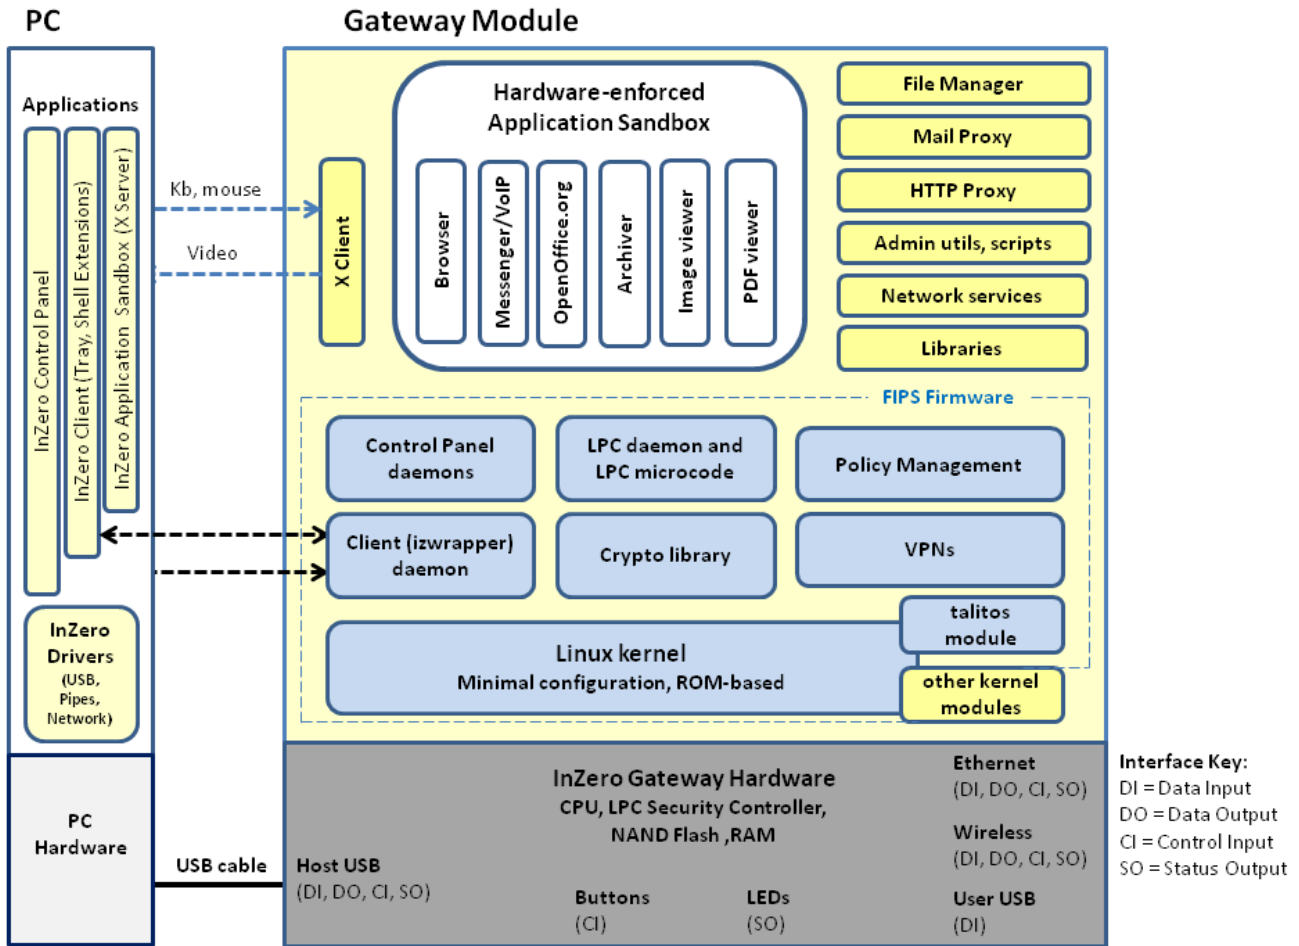 PC
Gateway Module
Applications
InZero Control Panel
InZero Client (Tray, Shell Extensions)
InZero Application Sandbox (X Server)
InZero
Drivers
(USB,
Pipes,
Network)
PC
Hardware
Kb, mouse
Video
USB cable
X Client
Hardware-enforced
Application Sandbox
Browser
Messenger/VoIP
OpenOffice.org
Archiver
Image viewer
PDF viewer
File Manager
Mail Proxy
HTTP Proxy
Admin utils, scripts
Network services
Libraries
FIPS Firmware
Control Panel
daemons
LPC daemon and
LPC microcode
Policy Management
Client (izwrapper)
daemon
Crypto library
VPNs
talitos
module
Linux kernel
Minimal configuration, ROM-based
other kernel
modules
InZero Gateway Hardware
CPU, LPC Security Controller,
NAND Flash ,RAM
Ethernet
(DI, DO, CI, SO)
Wireless
(DI, DO, CI, SO)
Host USB
(DI, DO, CI, SO)
Buttons
(CI)
LEDs
(SO)
User USB
(DI)
Interface Key:
DI = Data Input
DO = Data Output
CI = Control Input
SO = Status Output